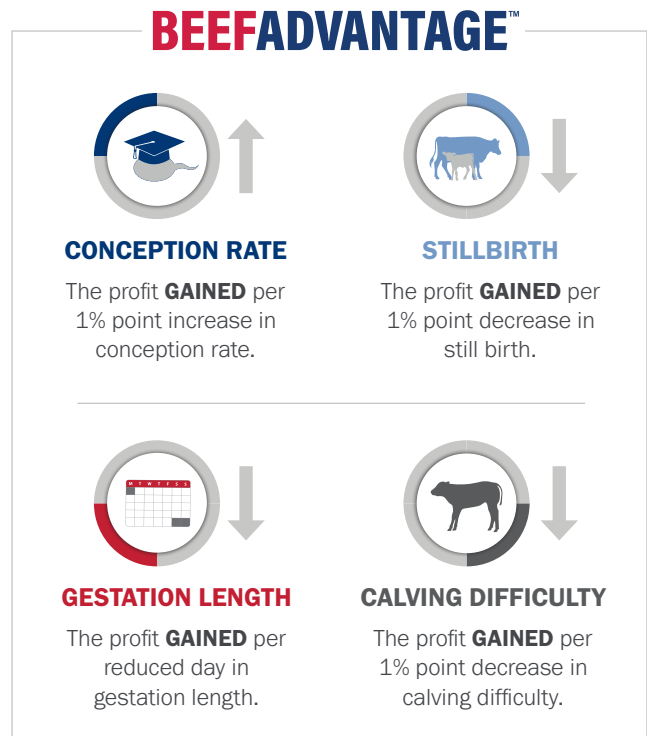 BEEFADVANTAGE™
CONCEPTION RATE
The profit GAINED per
1% point increase in
conception rate.
STILLBIRTH
The profit GAINED per
1% point decrease in
still birth.
M T W T F S S
GESTATION LENGTH
The profit GAINED per
reduced day in
gestation length.
CALVING DIFFICULTY
The profit GAINED per
1% point decrease in
calving difficulty.